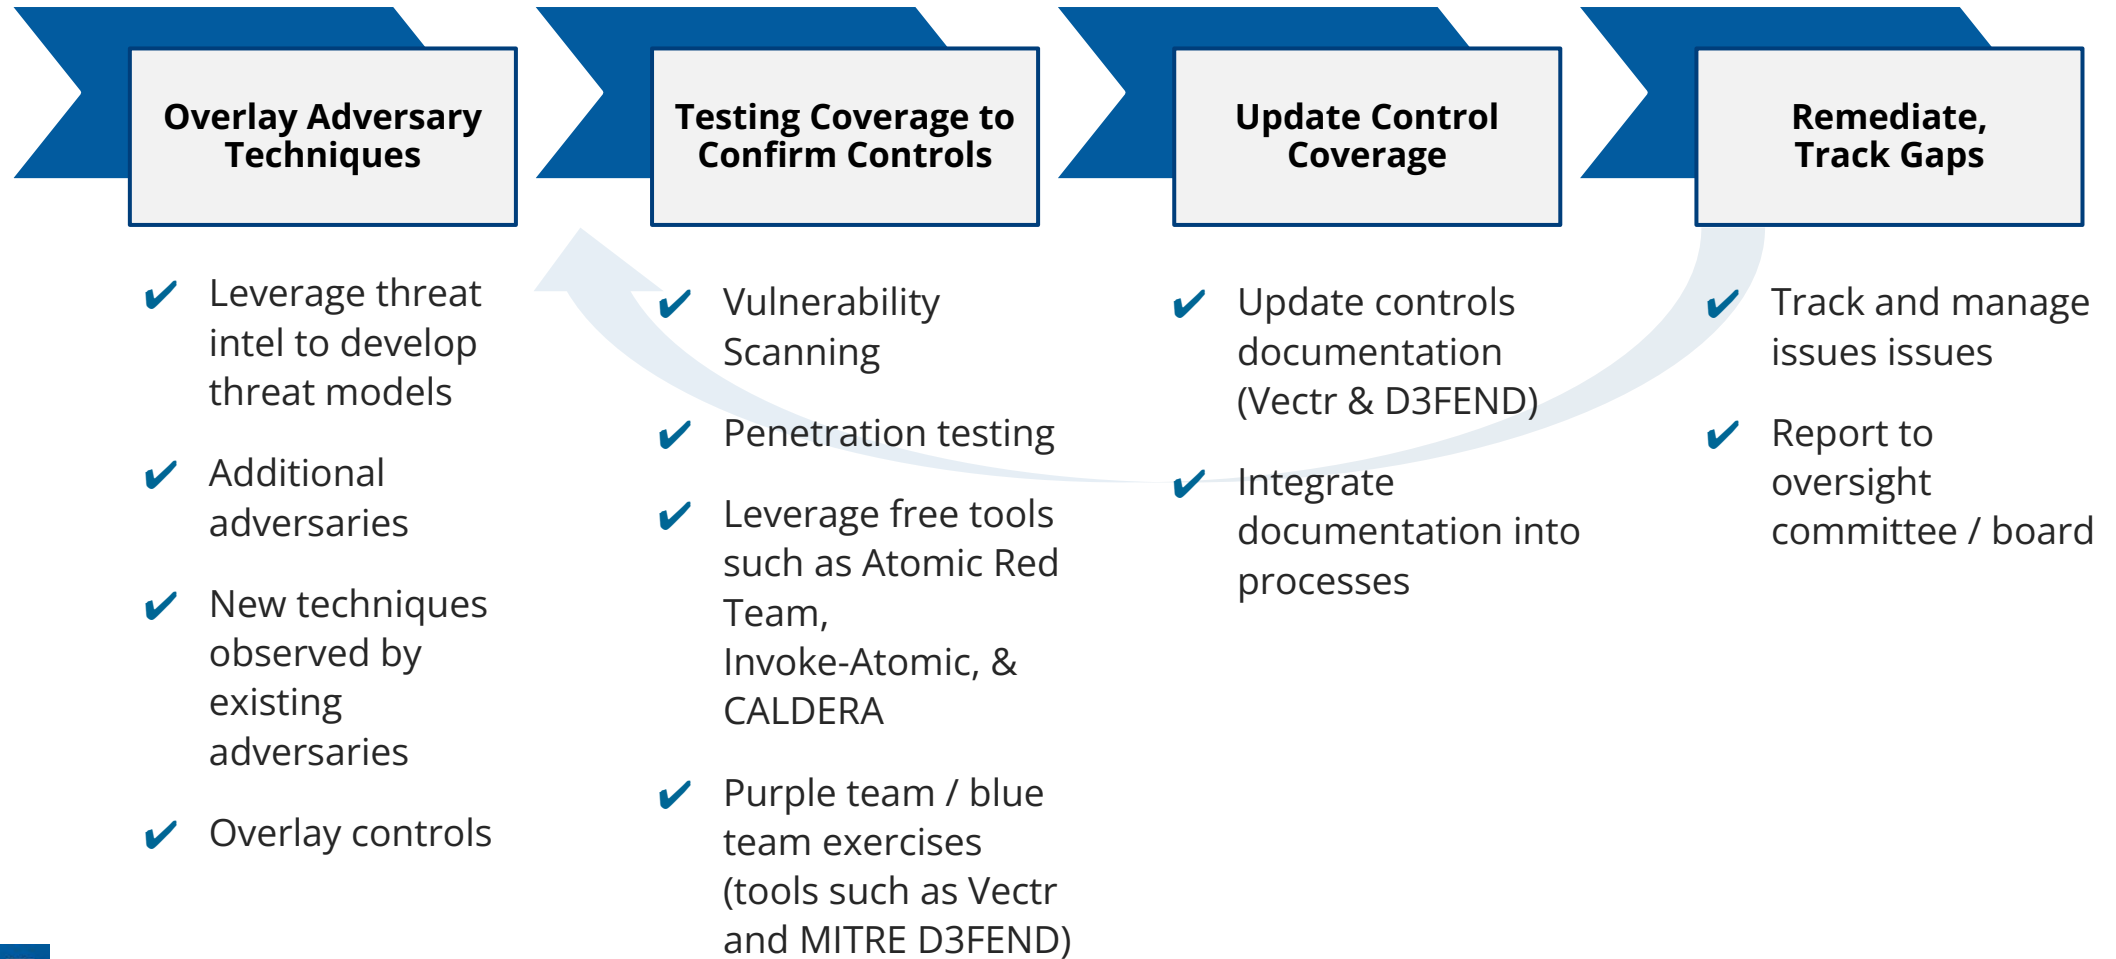 Overlay Adversary
Techniques
Leverage threat
intel to develop
threat models
Additional
adversaries
New techniques
observed by
existing
adversaries
Overlay controls
Testing Coverage to
Confirm Controls
Vulnerability
Scanning
Penetration testing
Leverage free tools
such as Atomic Red
Team,
Invoke-Atomic, &
CALDERA
Purple team / blue
team exercises
(tools such as Vectr
and MITRE D3FEND)
Update Control
Coverage
Update controls
documentation
(Vectr & D3FEND)
Integrate
documentation into
processes
Remediate,
Track Gaps
Track and manage
issues issues
Report to
oversight
committee / board